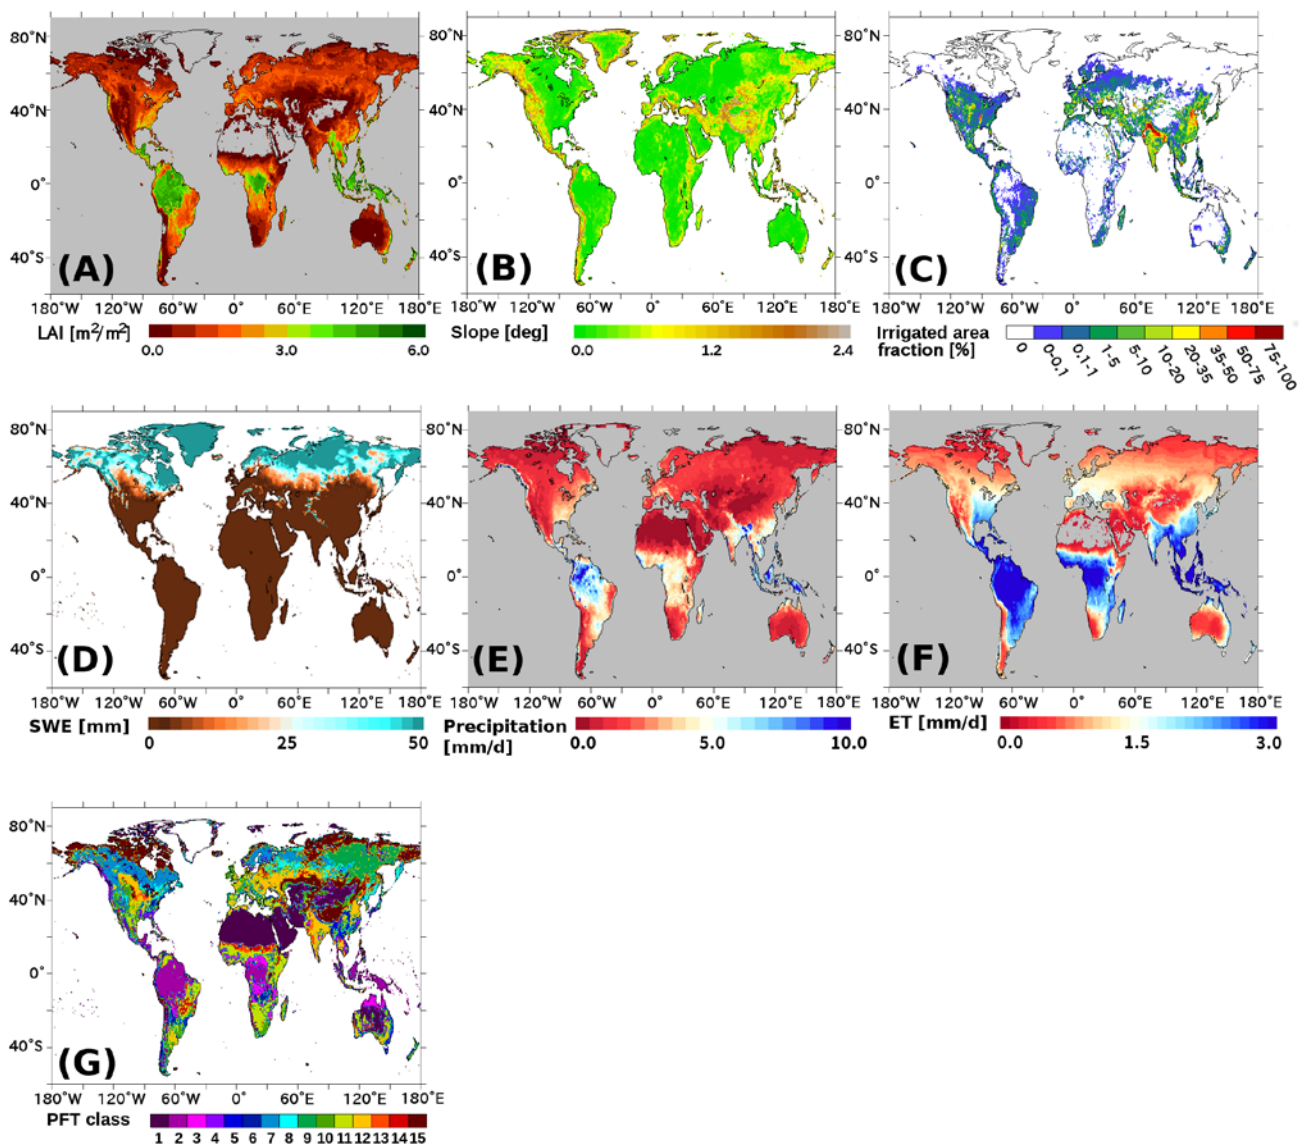 80°N 80°N 80°N
40°N 40°N 40°N
0° 0° 0°
40°S 40°S 40°S
(A) (B) (C)
180°W 120°W 60°W 0° 60°E 120°E 180°E 120°W 60°W 0° 60°E 120°E 180°E 120°W 60°W 0° 60°E 120°E 180°E
LAI [m²/m²] 0.0 3.0 6.0
Slope [deg] 0.0 1.2 2.4
Irrigated area
fraction [%]
0 0-0.1 0.1-1 1-5 5-10 10-20 20-35 35-50 50-75 75-100
80°N 80°N 80°N
40°N 40°N 40°N
0° 0° 0°
40°S 40°S 40°S
(D) (E) (F)
180°W 120°W 60°W 0° 60°E 120°E 180°E 120°W 60°W 0° 60°E 120°E 180°E 120°W 60°W 0° 60°E 120°E 180°E
SWE [mm] 0 25 50
Precipitation
[mm/d] 0.0 5.0 10.0
ET [mm/d] 0.0 1.5 3.0
80°N
40°N
0°
40°S
(G)
180°W 120°W 60°W 0° 60°E 120°E 180°E
PFT class
1 2 3 4 5 6 7 8 9 10 11 12 13 14 15